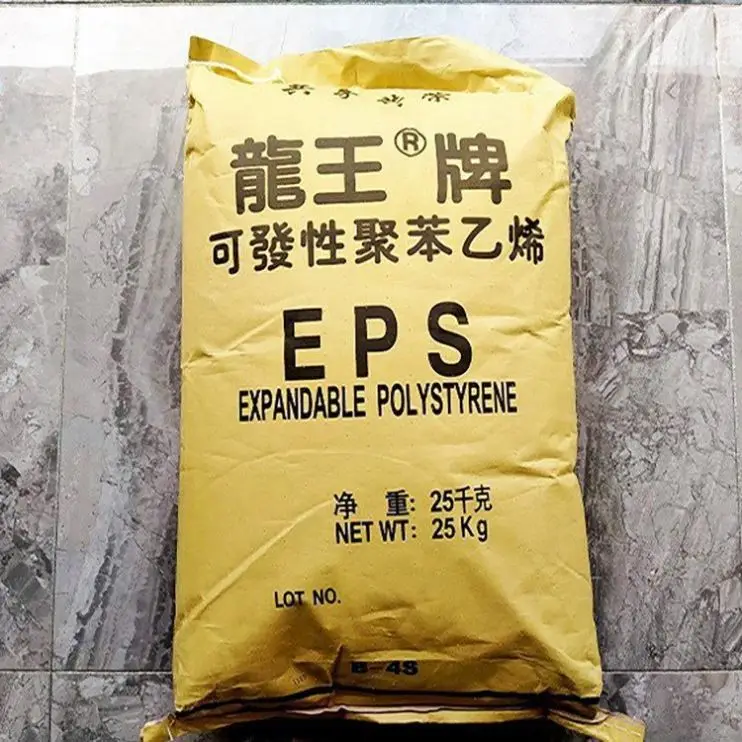 龍王®牌
可發性聚苯乙烯
EPS
EXPANDABLE POLYSTYRENE
净 重: 25千克
NET WT: 25Kg
LOT NO.
B-4S